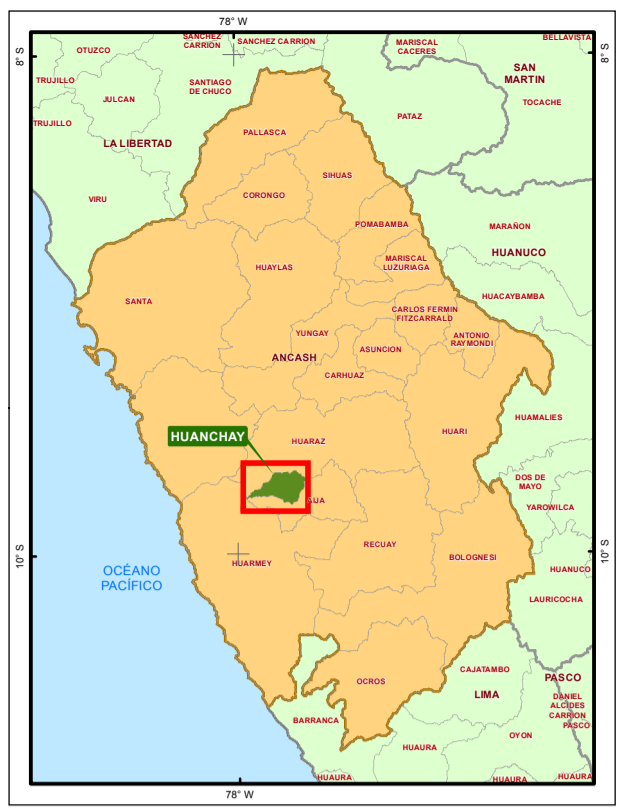 78° W
8° S
8° S
SANCHEZ
CARRION
SANCHEZ CARRION
MARISCAL
CACERES
BELLAVISTA
OTUZCO
SAN
MARTIN
TRUJILLO
SANTIAGO
DE CHUCO
JULCAN
TOCACHE
PATAZ
TRUJILLO
LA LIBERTAD
PALLASCA
SIHUAS
CORONGO
VIRU
POMABAMBA
MARAÑON
HUANUCO
MARISCAL
LUZURIAGA
HUAYLAS
SANTA
HUACAYBAMBA
CARLOS FERMIN
FITZCARRALD
YUNGAY
ANTONIO
RAYMONDI
ASUNCION
ANCASH
CARHUAZ
HUAMALIES
HUANCHAY
HUARAZ
HUARI
DOS DE
MAYO
YAROWILCA
RECUAY
10° S
10° S
HUARMEY
BOLOGNESI
OCÉANO
PACÍFICO
HUANUCO
LAURICOCHA
CAJATAMBO
OCROS
PASCO
LIMA
DANIEL
ALCIDES
CARRION
PASCO
BARRANCA
OYON
HUAURA
HUAURA
HUAURA
HUAURA
78° W